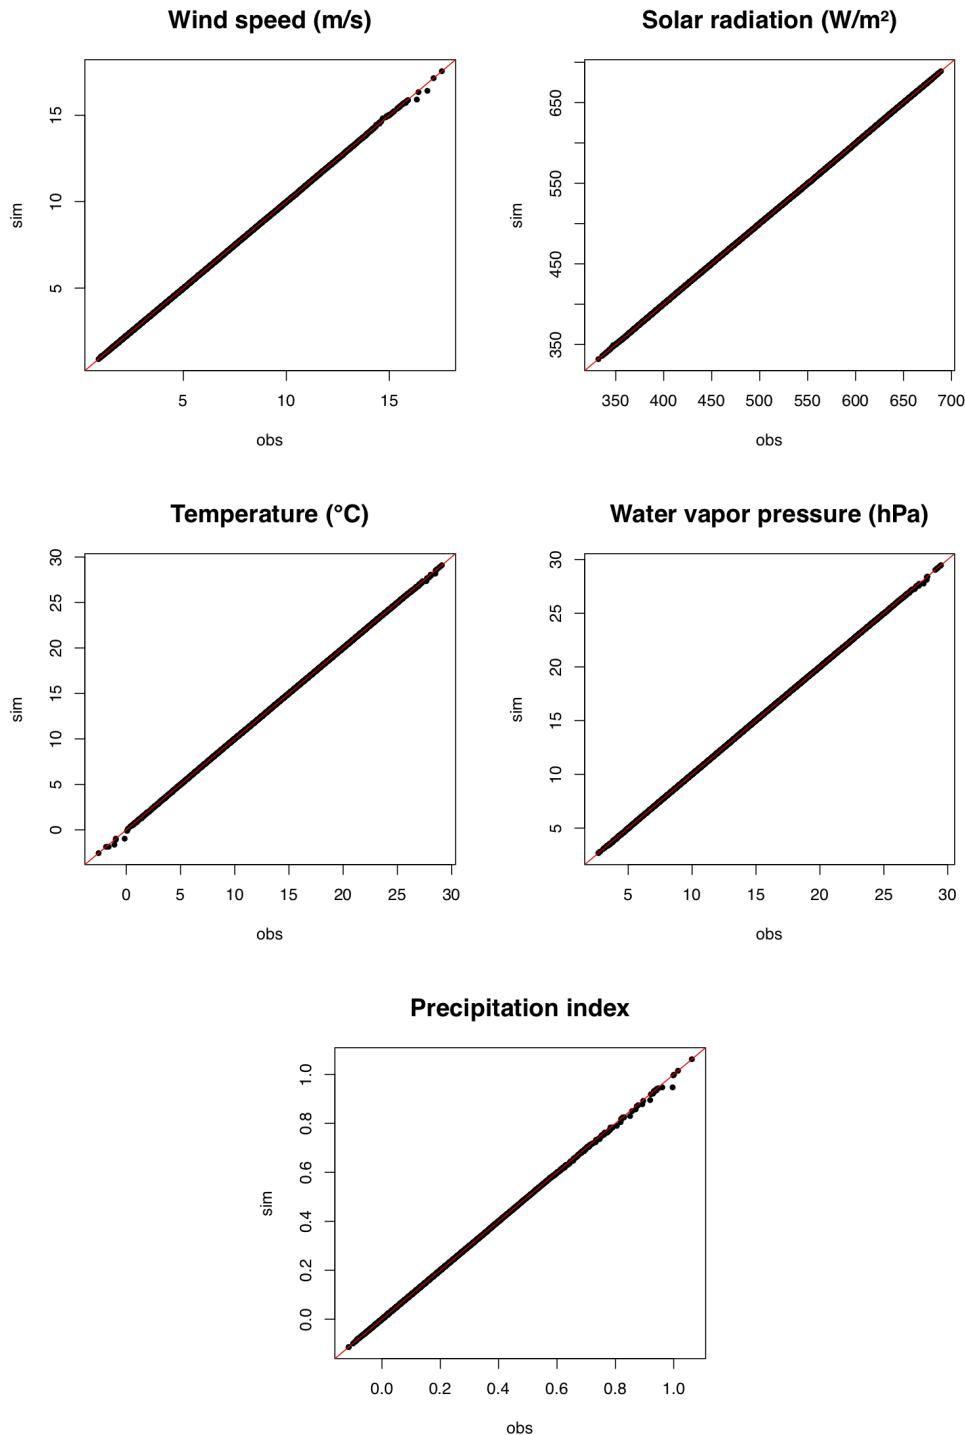 Wind speed (m/s)
sim
15
10
5
5 10 15
obs
Solar radiation (W/m²)
sim
650
550
450
350
350 400 450 500 550 600 650 700
obs
Temperature (°C)
sim
30
25
20
15
10
5
0
0 5 10 15 20 25 30
obs
Water vapor pressure (hPa)
sim
30
25
20
15
10
5
5 10 15 20 25 30
obs
Precipitation index
sim
1.0
0.8
0.6
0.4
0.2
0.0
0.0 0.2 0.4 0.6 0.8 1.0
obs